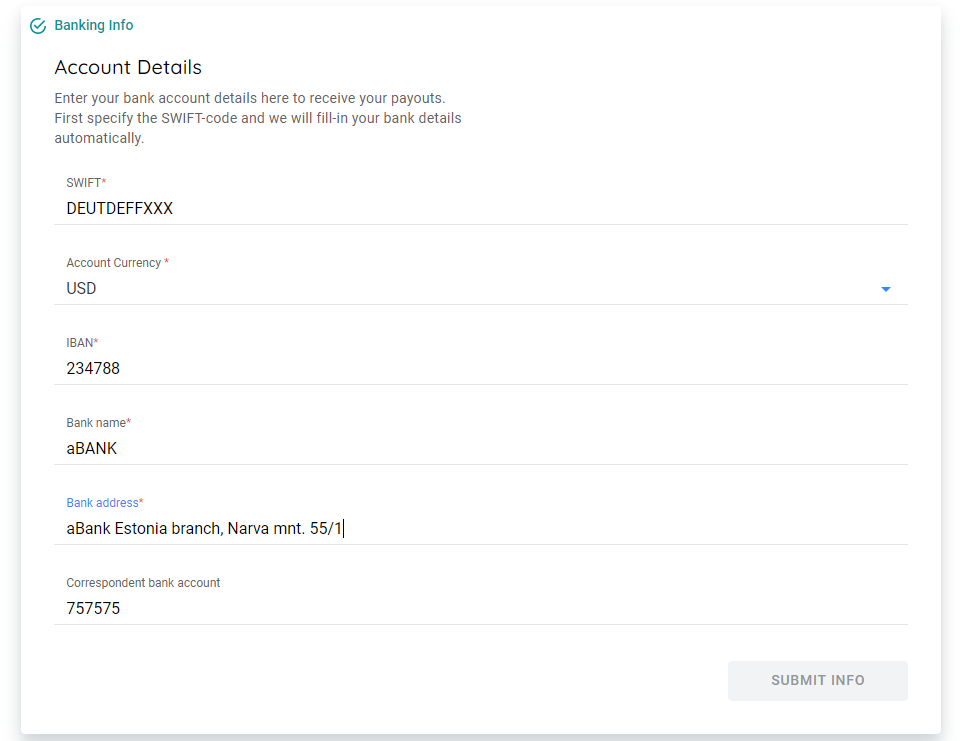 Banking Info
Account Details
Enter your bank account details here to receive your payouts.
First specify the SWIFT-code and we will fill-in your bank details
automatically.
SWIFT*
DEUTDEFFXXX
Account Currency *
USD
IBAN*
234788
Bank name*
aBANK
Bank address*
aBank Estonia branch, Narva mnt. 55/1
Correspondent bank account
757575
SUBMIT INFO